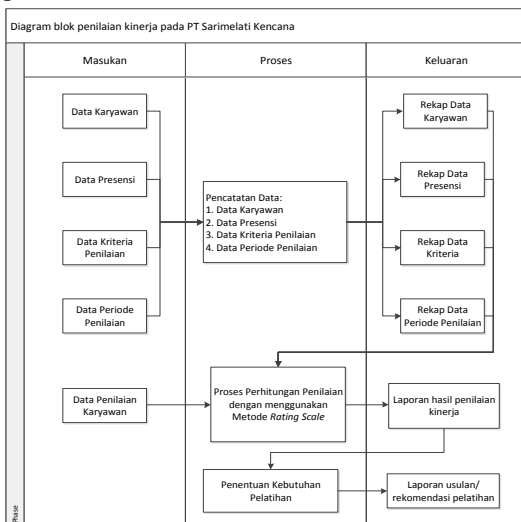 Diagram blok penilaian kinerja pada PT Sarimelati Kencana
Masukan
Proses
Keluaran
Data Karyawan
Data Presensi
Data Kriteria
Penilaian
Data Periode
Penilaian
Pencatatan Data:
1. Data Karyawan
2. Data Presensi
3. Data Kriteria Penilaian
4. Data Periode Penilaian
Rekap Data
Karyawan
Rekap Data
Presensi
Rekap Data
Kriteria
Rekap Data
Periode Penilaian
Data Penilaian
Karyawan
Proses Perhitungan Penilaian
dengan menggunakan
Metode Rating Scale
Laporan hasil penilaian
kinerja
Penentuan Kebutuhan
Pelatihan
Laporan usulan/
rekomendasi pelatihan
Phase